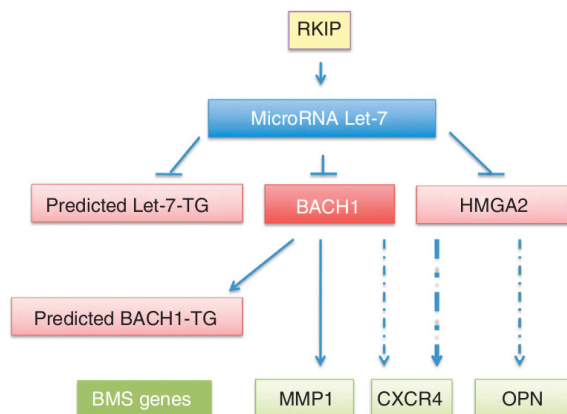 RKIP
MicroRNA Let-7
Predicted Let-7-TG
BACH1
HMGA2
Predicted BACH1-TG
BMS genes
MMP1
CXCR4
OPN